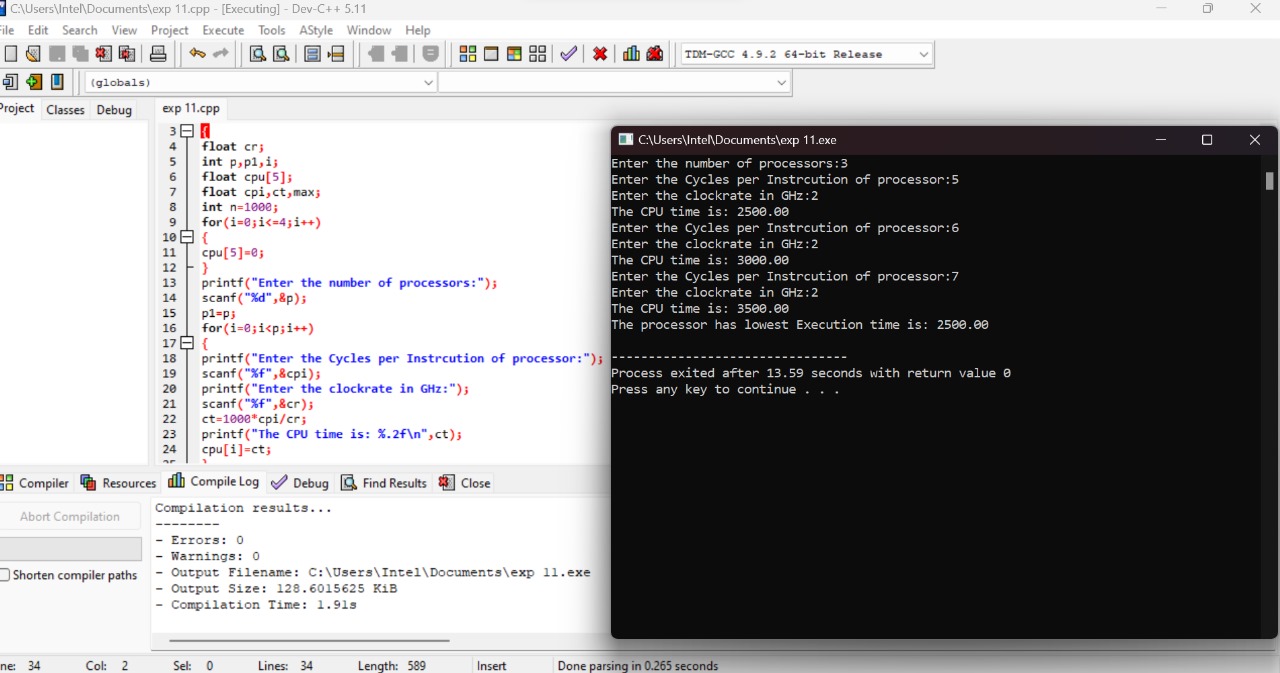 C:\Users\Intel\Documents\exp 11.cpp - [Executing] - Dev-C++ 5.11
File Edit Search View Project Execute Tools AStyle Window Help
TDM-GCC 4.9.2 64-bit Release
(globals)
Project Classes Debug
exp 11.cpp
3 {
4 float cr;
5 int p,p1,i;
6 float cpu[5];
7 float cpi,ct,max;
8 int n=1000;
9 for(i=0;i<=4;i++)
10 {
11 cpu[5]=0;
12 }
13 printf("Enter the number of processors:");
14 scanf("%d",&p);
15 p1=p;
16 for(i=0;i<p;i++)
17 {
18 printf("Enter the Cycles per Instrcution of processor:");
19 scanf("%f",&cpi);
20 printf("Enter the clockrate in GHz:");
21 scanf("%f",&cr);
22 ct=1000*cpi/cr;
23 printf("The CPU time is: %.2f\n",ct);
24 cpu[i]=ct;
C:\Users\Intel\Documents\exp 11.exe
Enter the number of processors:3
Enter the Cycles per Instrcution of processor:5
Enter the clockrate in GHz:2
The CPU time is: 2500.00
Enter the Cycles per Instrcution of processor:6
Enter the clockrate in GHz:2
The CPU time is: 3000.00
Enter the Cycles per Instrcution of processor:7
Enter the clockrate in GHz:2
The CPU time is: 3500.00
The processor has lowest Execution time is: 2500.00
--------------------------------
Process exited after 13.59 seconds with return value 0
Press any key to continue . . .
Compiler Resources Compile Log Debug Find Results Close
Abort Compilation
Shorten compiler paths
Compilation results...
--------
- Errors: 0
- Warnings: 0
- Output Filename: C:\Users\Intel\Documents\exp 11.exe
- Output Size: 128.6015625 KiB
- Compilation Time: 1.91s
ne: 34 Col: 2 Sel: 0 Lines: 34 Length: 589 Insert Done parsing in 0.265 seconds